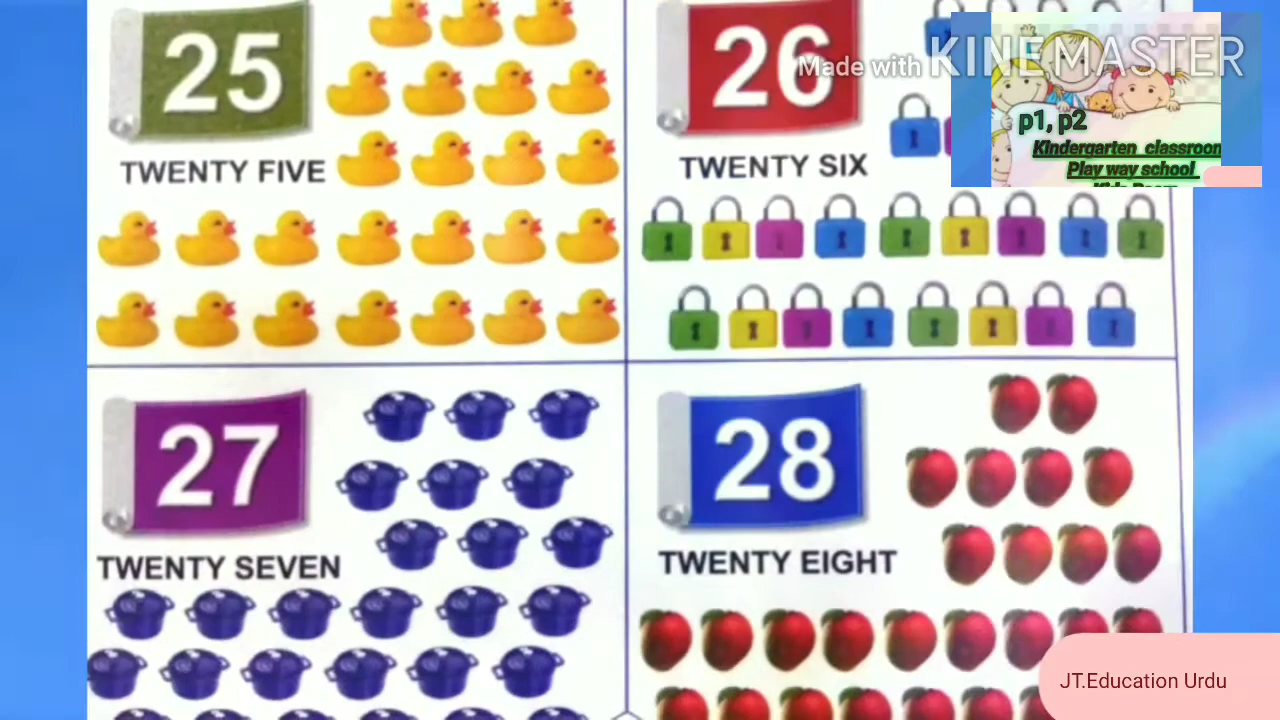 25
TWENTY FIVE
26
TWENTY SIX
Made with KINEMASTER
p1, p2
Kindergarten classroon
Play way school
27
TWENTY SEVEN
28
TWENTY EIGHT
JT.Education Urdu